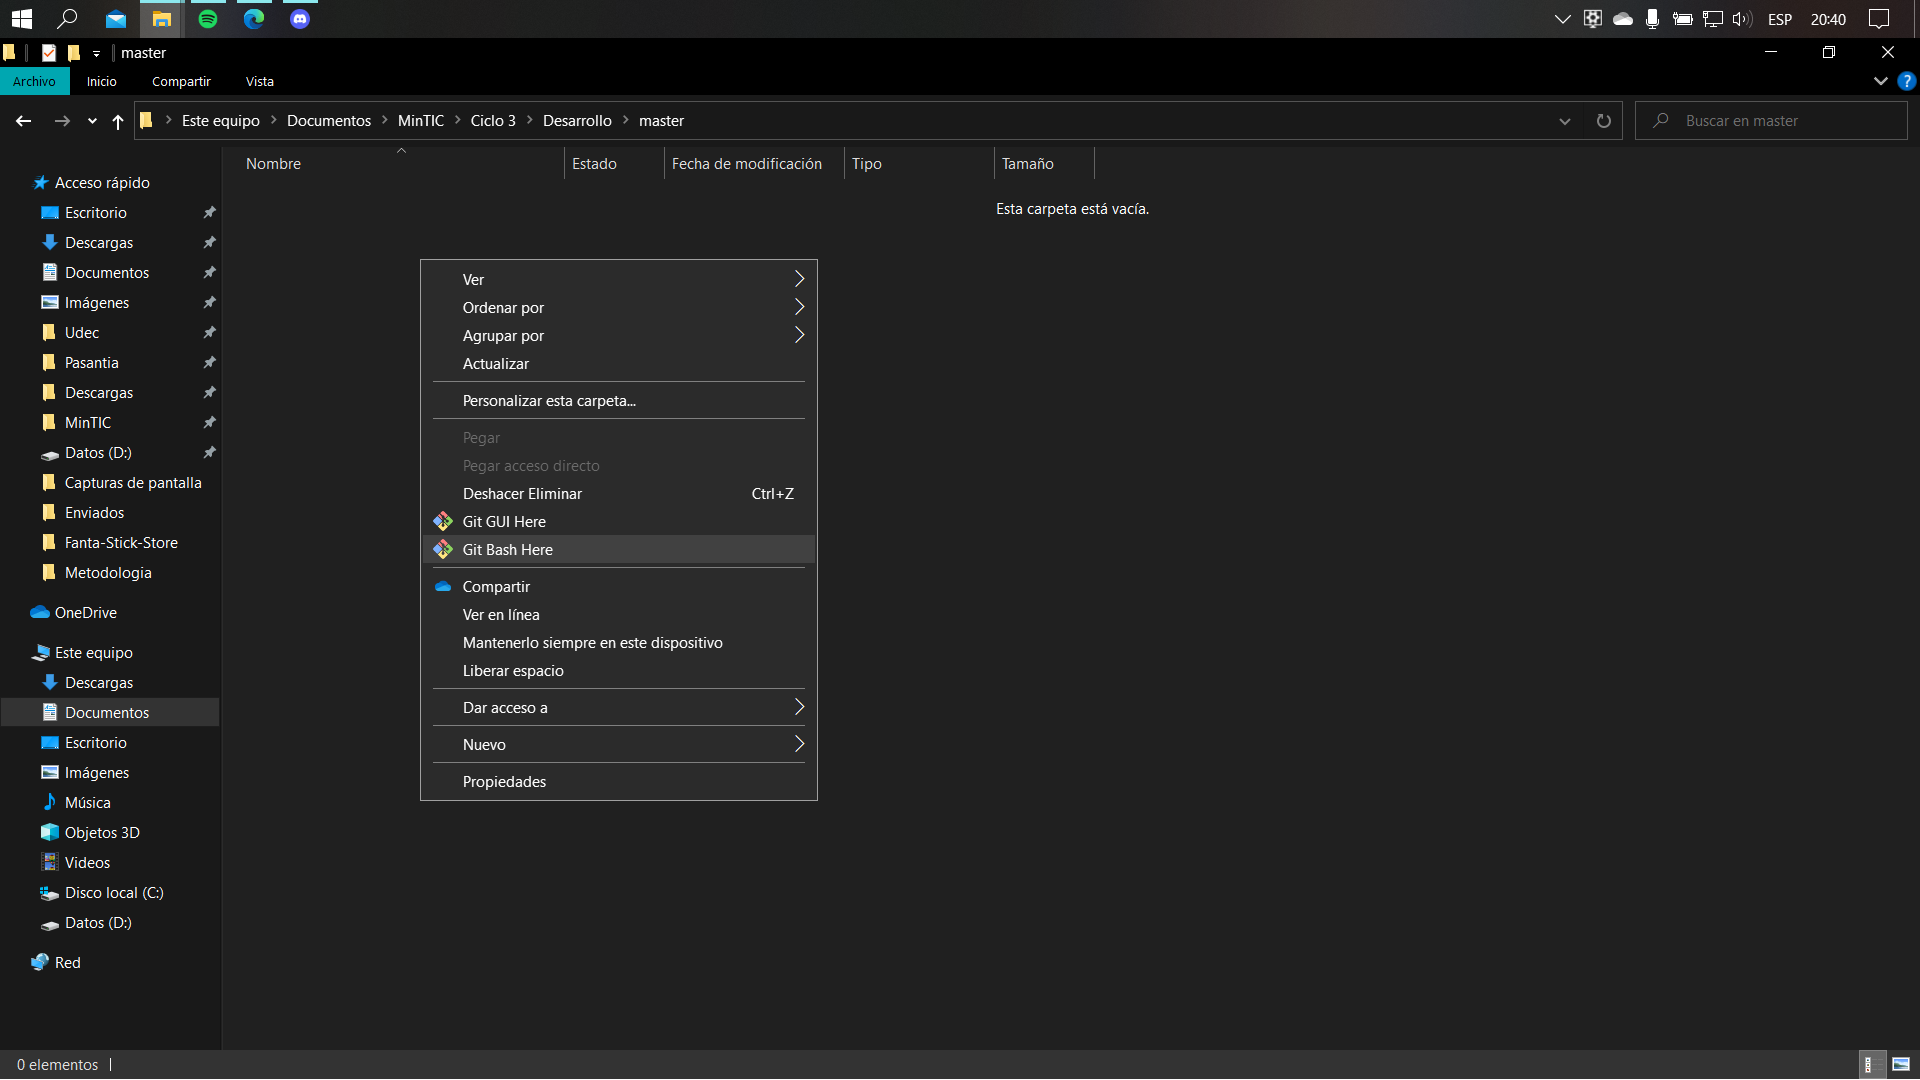 ESP 20:40
master
Archivo Inicio Compartir Vista
Este equipo Documentos MinTIC Ciclo 3 Desarrollo master
Buscar en master
Nombre Estado Fecha de modificación Tipo Tamaño
Esta carpeta está vacía.
Acceso rápido
Escritorio
Descargas
Documentos
Imágenes
Udec
Pasantia
Descargas
MinTIC
Datos (D:)
Capturas de pantalla
Enviados
Fanta-Stick-Store
Metodologia
OneDrive
Este equipo
Descargas
Documentos
Escritorio
Imágenes
Música
Objetos 3D
Videos
Disco local (C:)
Datos (D:)
Red
Ver
Ordenar por
Agrupar por
Actualizar
Personalizar esta carpeta...
Pegar
Pegar acceso directo
Deshacer Eliminar Ctrl+Z
Git GUI Here
Git Bash Here
Compartir
Ver en línea
Mantenerlo siempre en este dispositivo
Liberar espacio
Dar acceso a
Nuevo
Propiedades
0 elementos